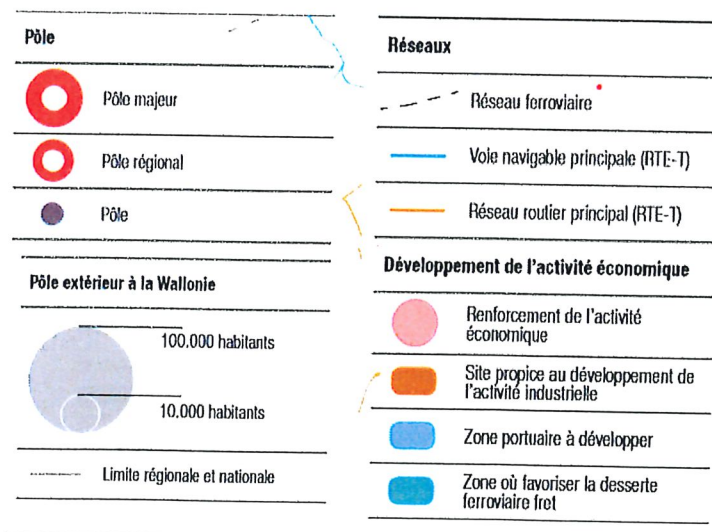 Pôle
Pôle majeur
Pôle régional
Pôle
Pôle extérieur à la Wallonie
100.000 habitants
10.000 habitants
Limite régionale et nationale
Réseaux
Réseau ferroviaire
Voie navigable principale (RTE-T)
Réseau routier principal (RTE-T)
Développement de l'activité économique
Renforcement de l'activité
économique
Site propice au développement de
l'activité industrielle
Zone portuaire à développer
Zone où favoriser la desserte
ferroviaire fret